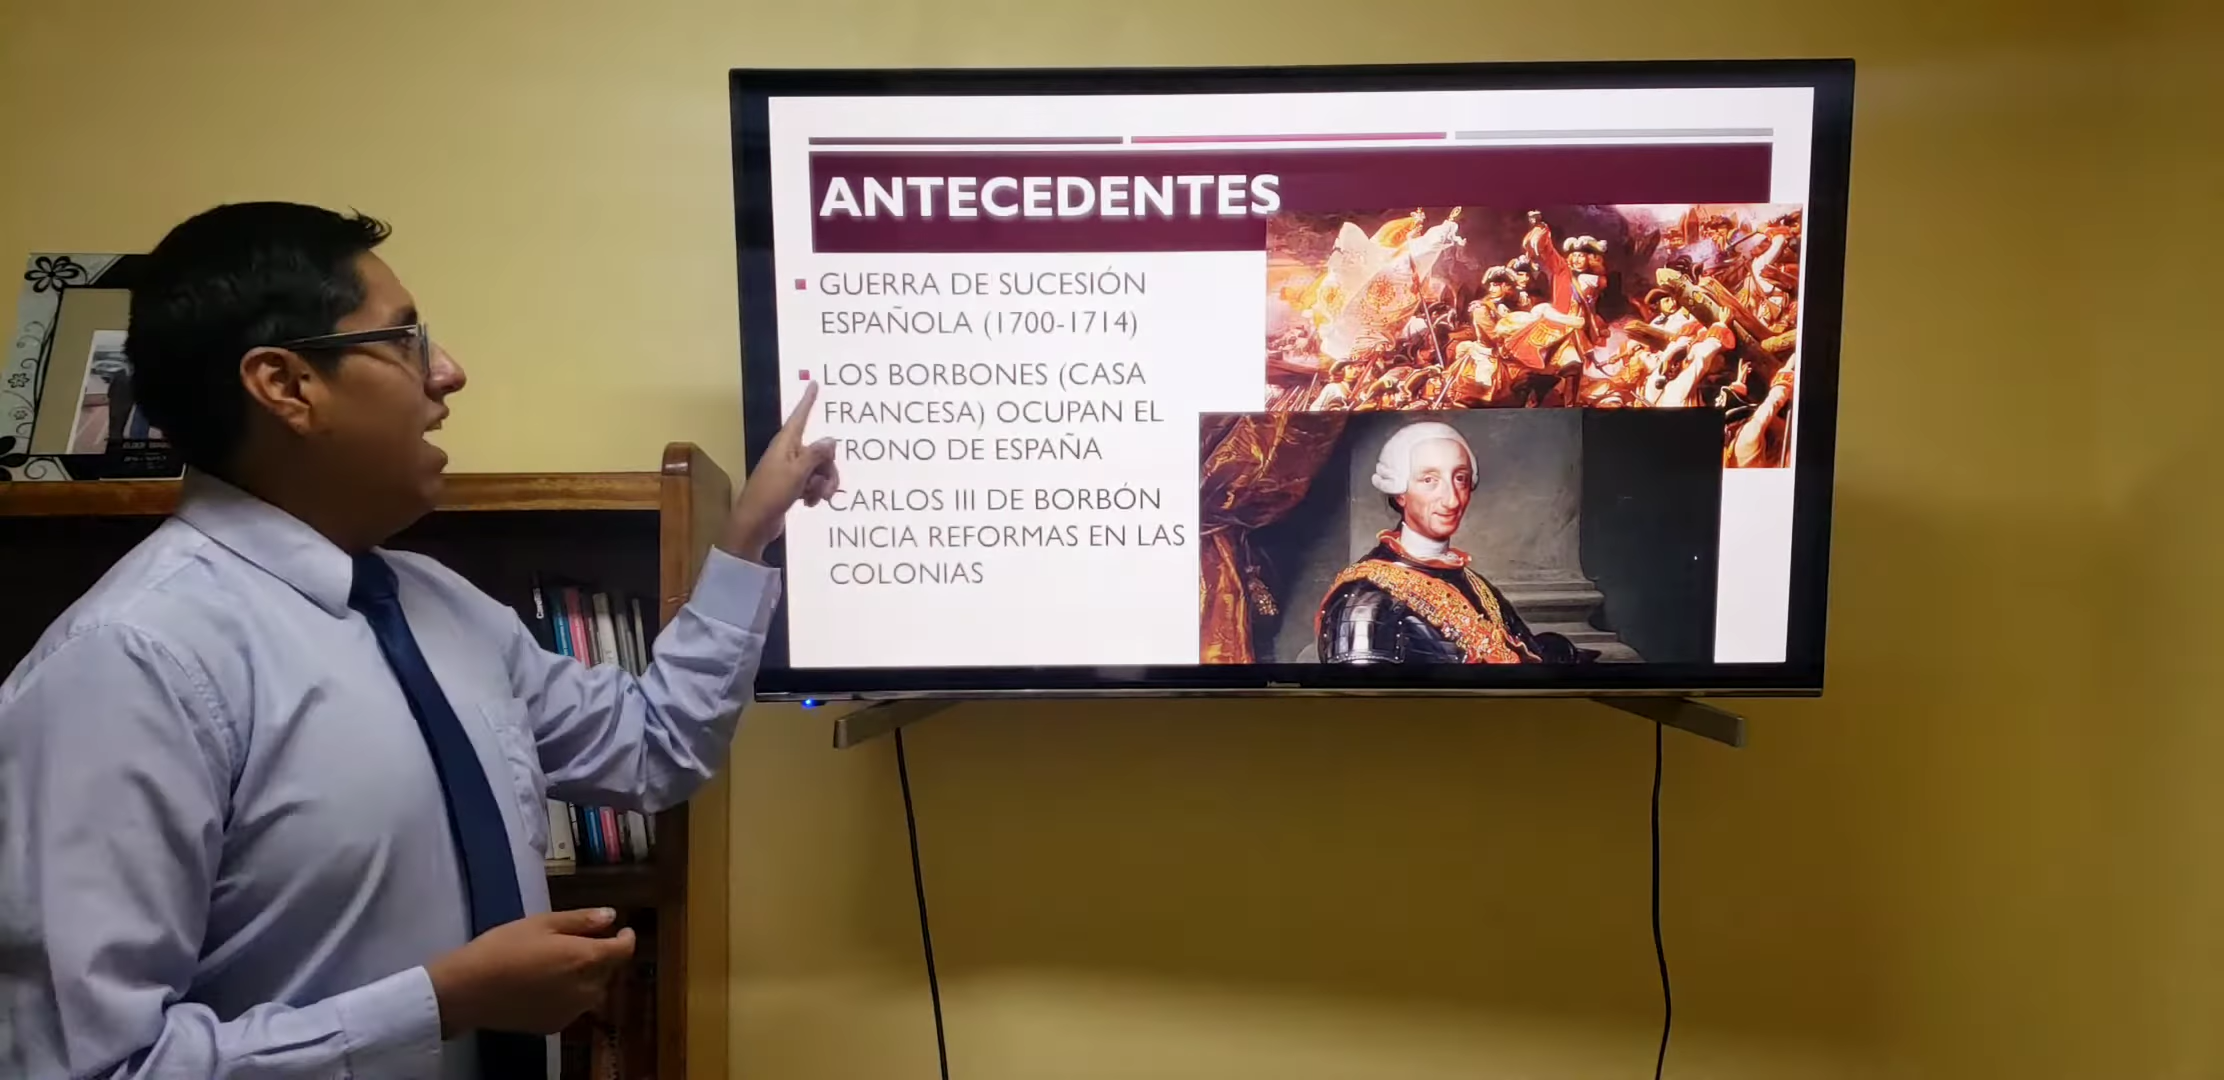 ANTECEDENTES
GUERRA DE SUCESIÓN
ESPAÑOLA (1700-1714)
LOS BORBONES (CASA
FRANCESA) OCUPAN EL
TRONO DE ESPAÑA
CARLOS III DE BORBÓN
INICIA REFORMAS EN LAS
COLONIAS
Hisense